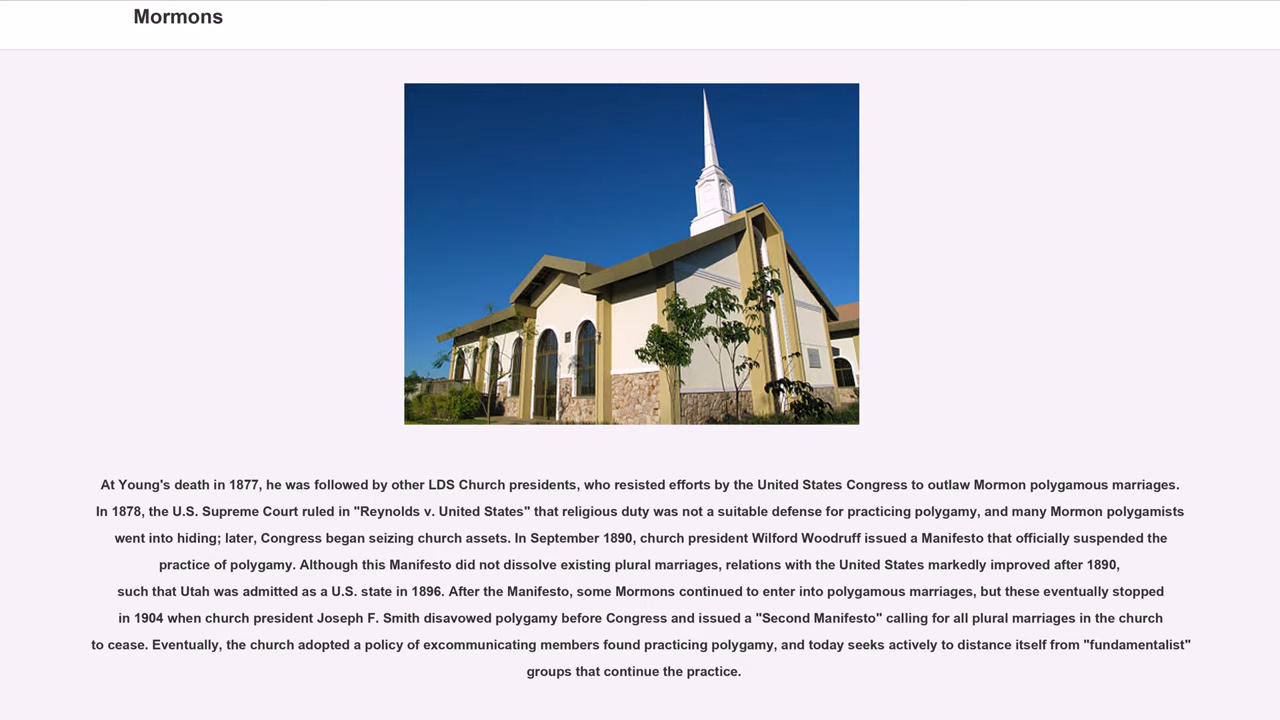 Mormons
At Young's death in 1877, he was followed by other LDS Church presidents, who resisted efforts by the United States Congress to outlaw Mormon polygamous marriages.
In 1878, the U.S. Supreme Court ruled in "Reynolds v. United States" that religious duty was not a suitable defense for practicing polygamy, and many Mormon polygamists
went into hiding; later, Congress began seizing church assets. In September 1890, church president Wilford Woodruff issued a Manifesto that officially suspended the
practice of polygamy. Although this Manifesto did not dissolve existing plural marriages, relations with the United States markedly improved after 1890,
such that Utah was admitted as a U.S. state in 1896. After the Manifesto, some Mormons continued to enter into polygamous marriages, but these eventually stopped
in 1904 when church president Joseph F. Smith disavowed polygamy before Congress and issued a "Second Manifesto" calling for all plural marriages in the church
to cease. Eventually, the church adopted a policy of excommunicating members found practicing polygamy, and today seeks actively to distance itself from "fundamentalist"
groups that continue the practice.